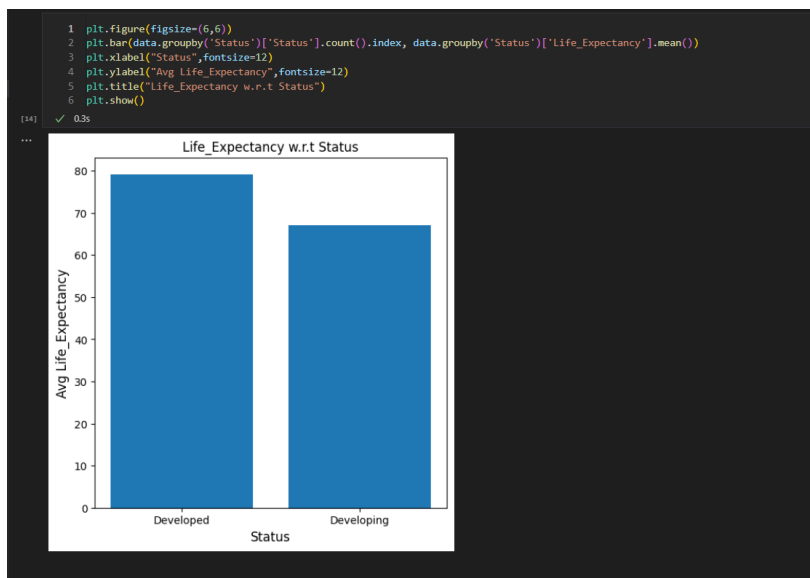 1 plt.figure(figsize=(6,6))
2 plt.bar(data.groupby('Status')['Status'].count().index, data.groupby('Status')['Life_Expectancy'].mean())
3 plt.xlabel("Status",fontsize=12)
4 plt.ylabel("Avg Life_Expectancy",fontsize=12)
5 plt.title("Life_Expectancy w.r.t Status")
6 plt.show()
[14] ✓ 0.3s
...
Life_Expectancy w.r.t Status
80
70
60
50
40
30
20
10
0
Avg Life_Expectancy
Developed Developing
Status